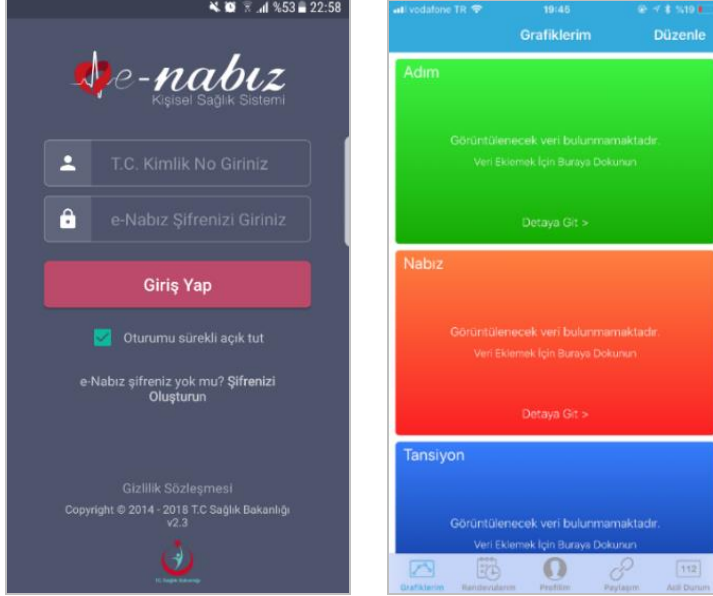 %53 22:58
e-nabız
Kişisel Sağlık Sistemi
T.C. Kimlik No Giriniz
e-Nabız Şifrenizi Giriniz
Giriş Yap
Oturumu sürekli açık tut
e-Nabız şifreniz yok mu? Şifrenizi
Oluşturun
Gizlilik Sözleşmesi
Copyright © 2014 - 2018 T.C Sağlık Bakanlığı
v2.3
T.C. Sağlık Bakanlığı
vodafone TR 19:45 %19
Grafiklerim Düzenle
Adım
Görüntülenecek veri bulunmamaktadır.
Veri Eklemek İçin Buraya Dokunun
Detaya Git >
Nabız
Görüntülenecek veri bulunmamaktadır.
Veri Eklemek İçin Buraya Dokunun
Detaya Git >
Tansiyon
Görüntülenecek veri bulunmamaktadır.
Veri Eklemek İçin Buraya Dokunun
112
Grafiklerim Randevularım Profilim Paylaşım Acil Durum